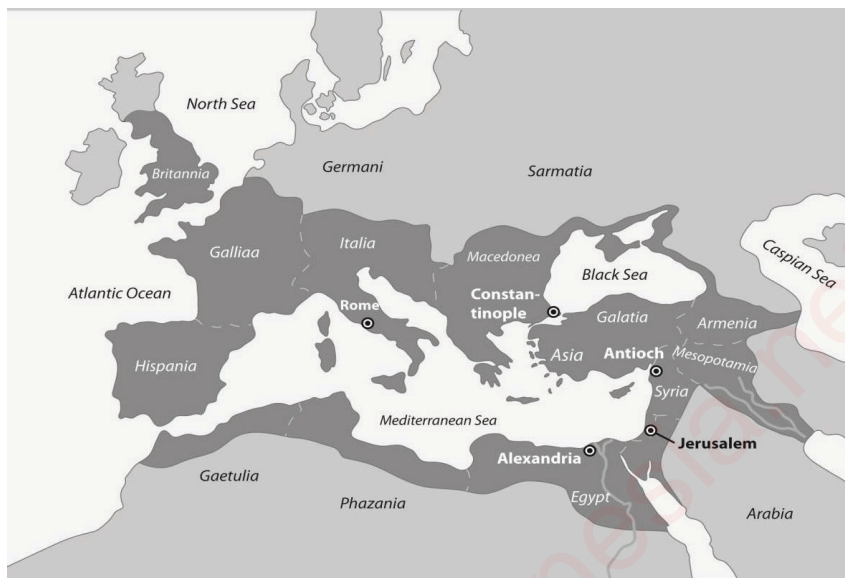 North Sea
Britannia
Germani
Sarmatia
Galliaa
Italia
Macedonea
Caspian Sea
Black Sea
Atlantic Ocean
Rome
Constan-
tinople
Galatia
Armenia
Hispania
Asia
Antioch
Mesopotamia
Syria
Mediterranean Sea
Jerusalem
Alexandria
Gaetulia
Egypt
Phazania
Arabia